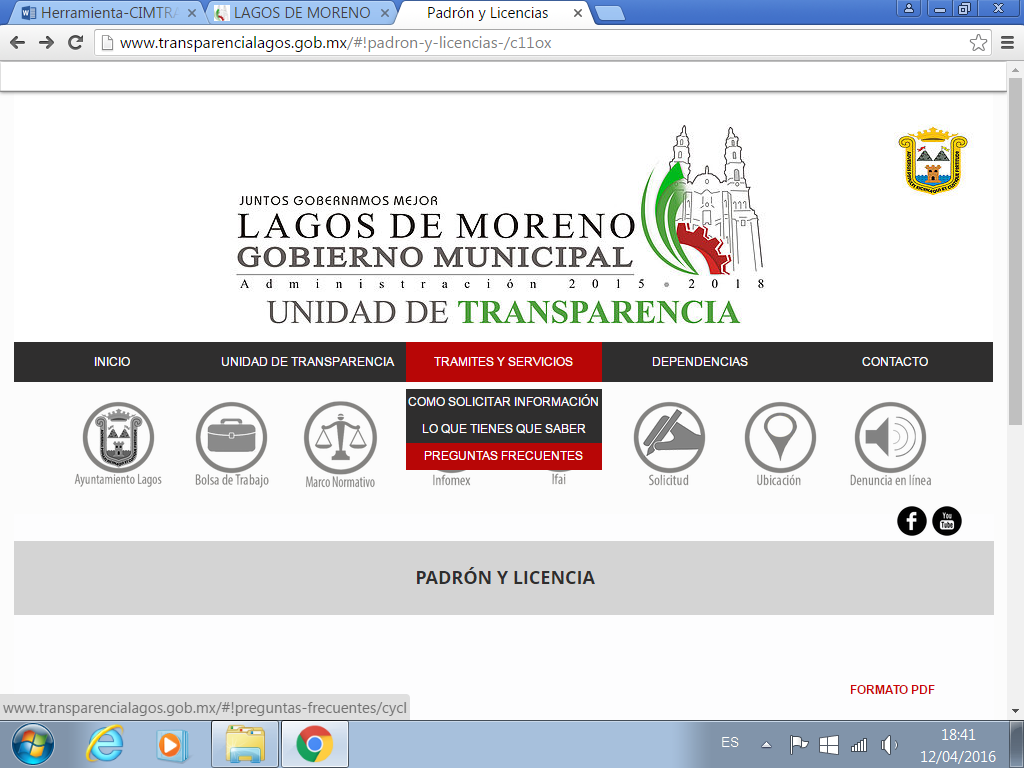 Herramienta-CIMTRA
LAGOS DE MORENO
Padrón y Licencias
www.transparencialagos.gob.mx/#!padron-y-licencias-/c11ox
JUNTOS GOBERNAMOS MEJOR
LAGOS DE MORENO
GOBIERNO MUNICIPAL
Administración 2015 • 2018
UNIDAD DE TRANSPARENCIA
INICIO
UNIDAD DE TRANSPARENCIA
TRAMITES Y SERVICIOS
DEPENDENCIAS
CONTACTO
COMO SOLICITAR INFORMACIÓN
LO QUE TIENES QUE SABER
PREGUNTAS FRECUENTES
Ayuntamiento Lagos
Bolsa de Trabajo
Marco Normativo
Infomex
Ifai
Solicitud
Ubicación
Denuncia en línea
You
Tube
PADRÓN Y LICENCIA
FORMATO PDF
www.transparencialagos.gob.mx/#!preguntas-frecuentes/cycl
ES
18:41
12/04/2016